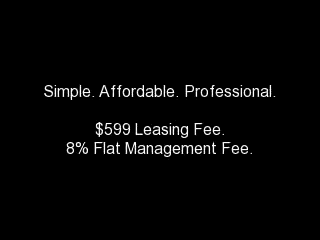 Simple. Affordable. Professional.
$599 Leasing Fee.
8% Flat Management Fee.